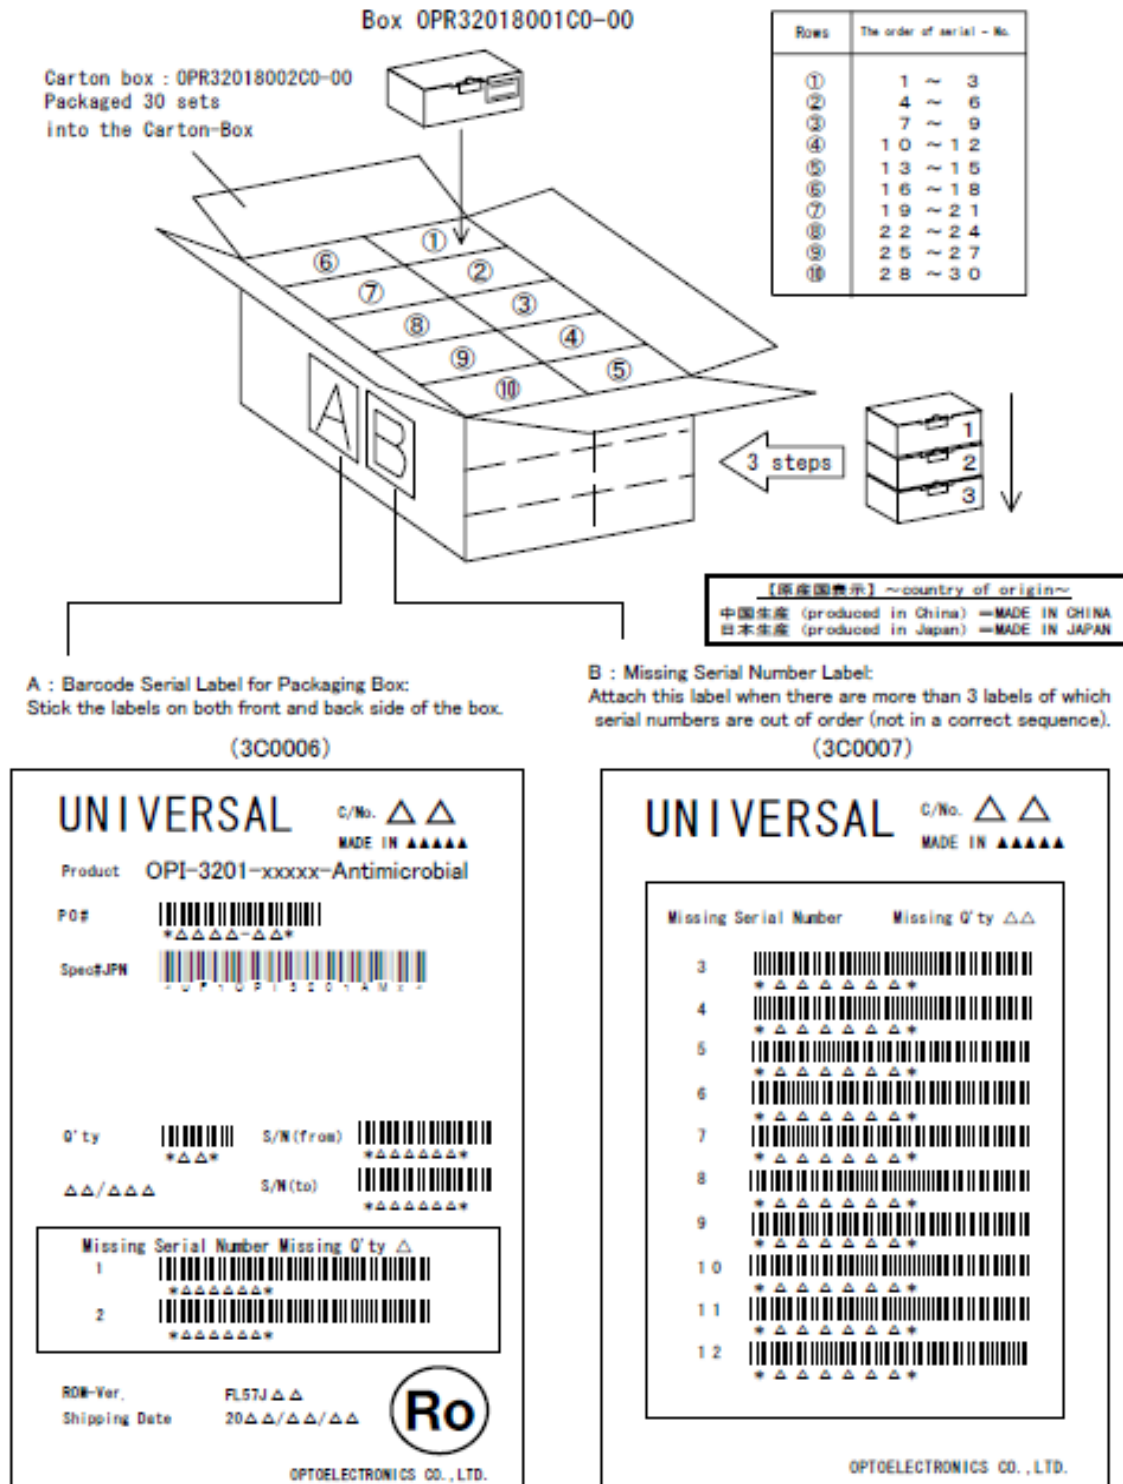 Box OPR32018001C0-00
Carton box : OPR32018002C0-00
Packaged 30 sets
into the Carton-Box
Rows The order of serial - No.
① 1 ~ 3
② 4 ~ 6
③ 7 ~ 9
④ 10 ~ 12
⑤ 13 ~ 15
⑥ 16 ~ 18
⑦ 19 ~ 21
⑧ 22 ~ 24
⑨ 25 ~ 27
⑩ 28 ~ 30
①
⑥
②
⑦
③
⑧
④
⑨
⑤
⑩
A
B
3 steps
1
2
3
【原産国表示】 ~country of origin~
中国生産 (produced in China) =MADE IN CHINA
日本生産 (produced in Japan) =MADE IN JAPAN
A : Barcode Serial Label for Packaging Box:
Stick the labels on both front and back side of the box.
(3C0006)
UNIVERSAL C/No. △ △
MADE IN ▲▲▲▲▲
Product OPI-3201-xxxxx-Antimicrobial
PO#
*△△△△-△△*
Spec#JPN
Q'ty S/N(from)
*△△* *△△△△△△*
△△/△△△ S/N(to)
*△△△△△△*
Missing Serial Number Missing Q'ty △
1
*△△△△△△*
2
*△△△△△△*
ROM-Ver. FL57J△△
Shipping Date 20△△/△△/△△
Ro
OPTOELECTRONICS CO.,LTD.
B : Missing Serial Number Label:
Attach this label when there are more than 3 labels of which
serial numbers are out of order (not in a correct sequence).
(3C0007)
UNIVERSAL C/No. △ △
MADE IN ▲▲▲▲▲
Missing Serial Number Missing Q'ty △△
3
* △ △ △ △ △ △ *
4
* △ △ △ △ △ △ *
5
* △ △ △ △ △ △ *
6
* △ △ △ △ △ △ *
7
* △ △ △ △ △ △ *
8
* △ △ △ △ △ △ *
9
* △ △ △ △ △ △ *
10
* △ △ △ △ △ △ *
11
* △ △ △ △ △ △ *
12
* △ △ △ △ △ △ *
OPTOELECTRONICS CO.,LTD.